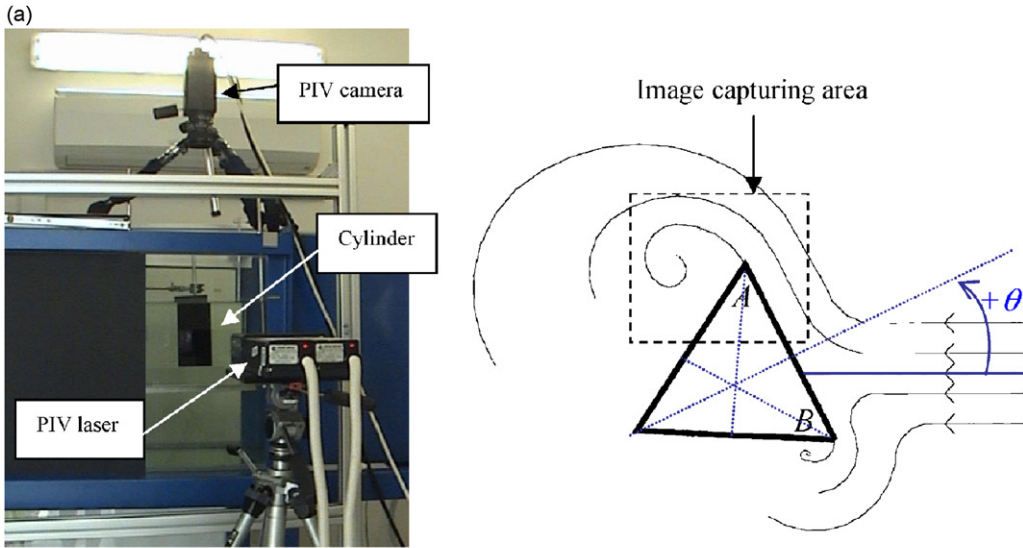 (a)
PIV camera
Cylinder
PIV laser
Image capturing area
A
+θ
B